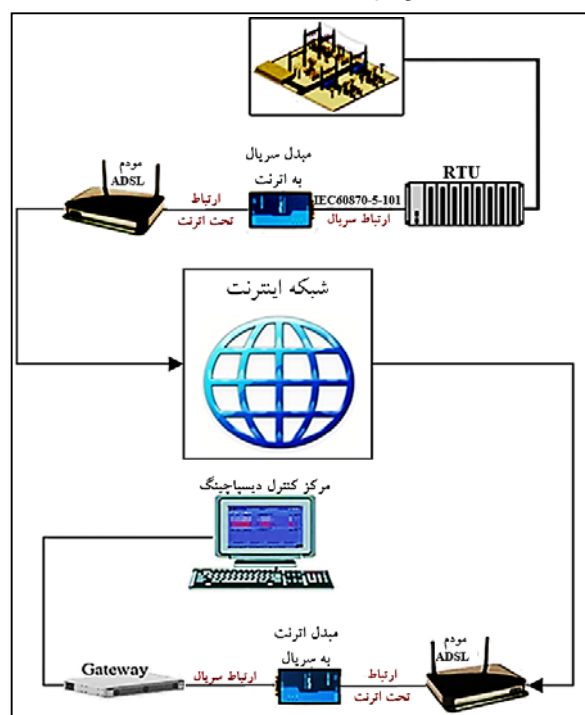 مبدل سریال
به اترنت
مودم
ADSL
ارتباط
تحت اترنت
IEC60870-5-101
ارتباط سریال
RTU
شبکه اینترنت
مرکز کنترل دیسپاچینگ
Gateway
ارتباط سریال
مبدل اترنت
به سریال
ارتباط
تحت اترنت
مودم
ADSL